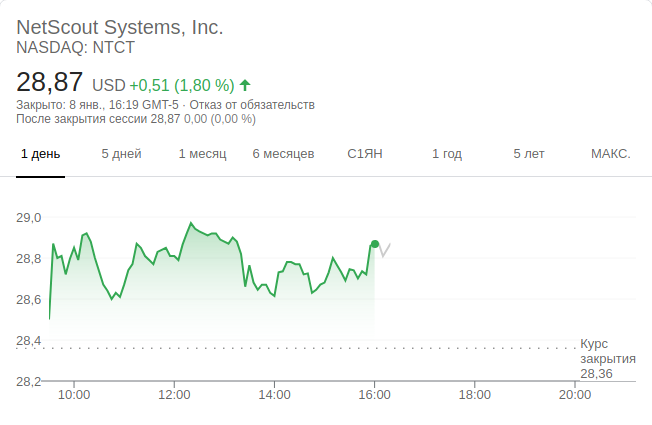 NetScout Systems, Inc.
NASDAQ: NTCT
28,87 USD +0,51 (1,80 %)
Закрыто: 8 янв., 16:19 GMT-5 · Отказ от обязательств
После закрытия сессии 28,87 0,00 (0,00 %)
1 день 5 дней 1 месяц 6 месяцев С1ЯН 1 год 5 лет МАКС.
29,0
28,8
28,6
28,4
Курс
закрытия
28,36
28,2
10:00 12:00 14:00 16:00 18:00 20:00